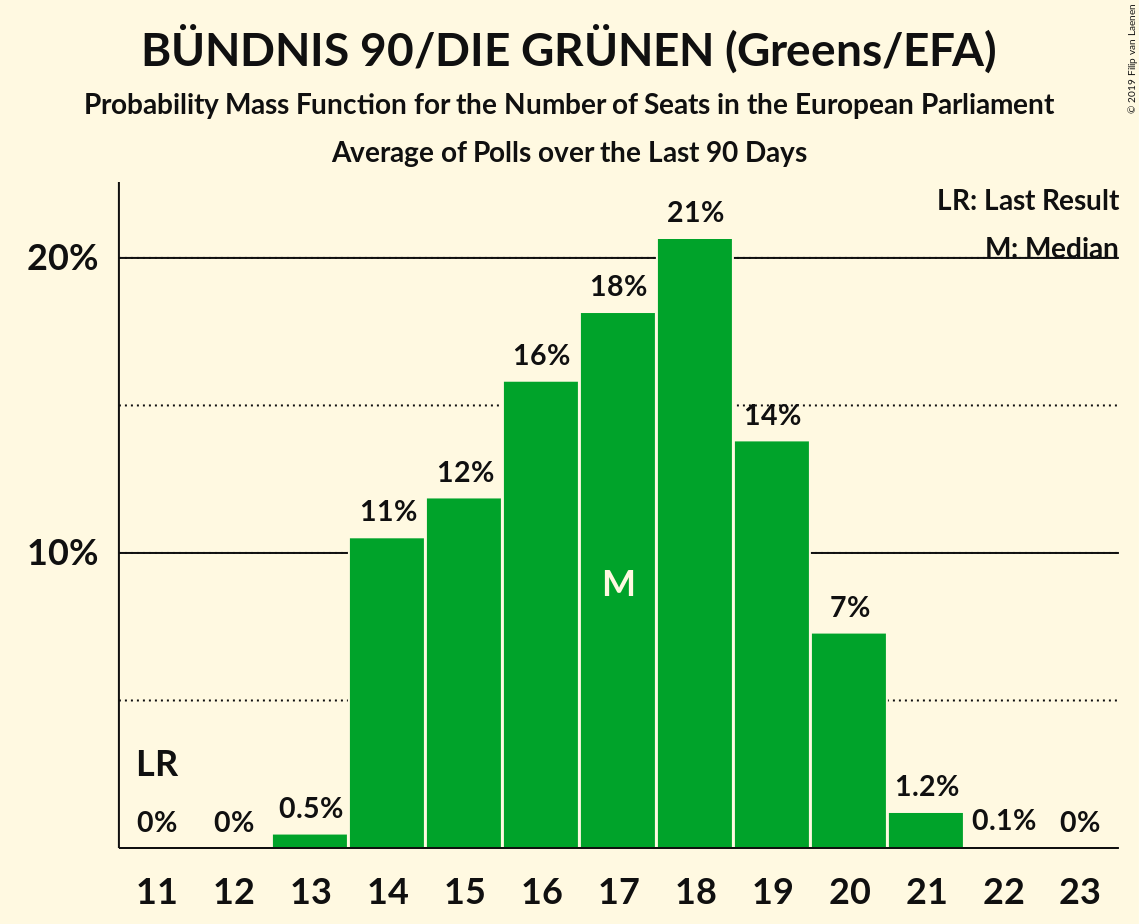 BÜNDNIS 90/DIE GRÜNEN (Greens/EFA)
Probability Mass Function for the Number of Seats in the European Parliament
Average of Polls over the Last 90 Days
© 2019 Filip van Laenen
LR: Last Result
M: Median
20%
10%
LR
0%
0%
0.5%
11%
12%
16%
18%
M
21%
14%
7%
1.2%
0.1%
0%
11 12 13 14 15 16 17 18 19 20 21 22 23